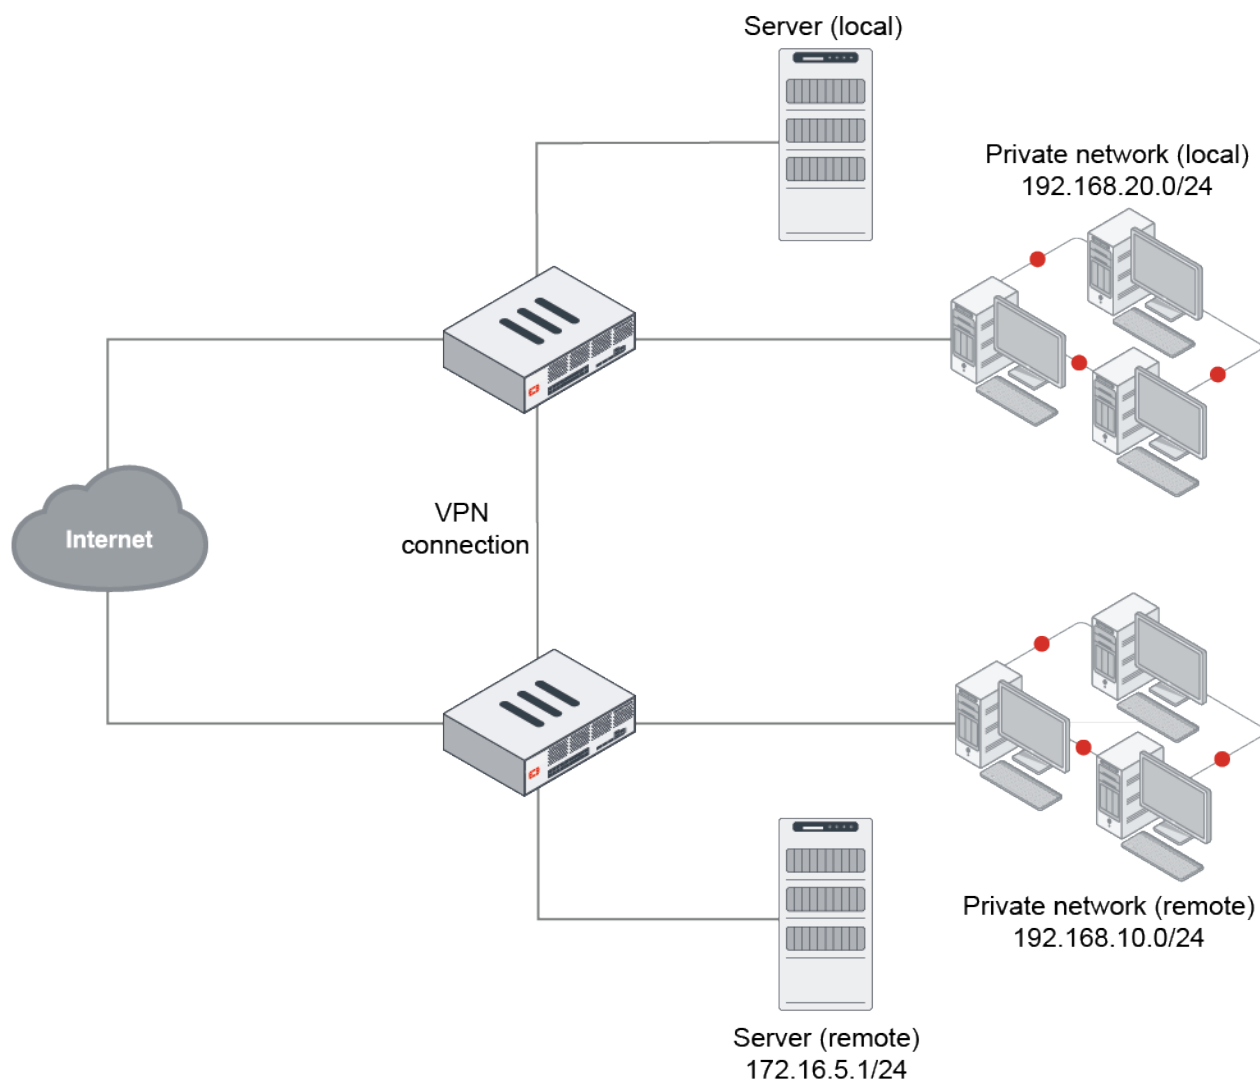 Server (local)
Private network (local)
192.168.20.0/24
Internet
VPN
connection
Private network (remote)
192.168.10.0/24
Server (remote)
172.16.5.1/24